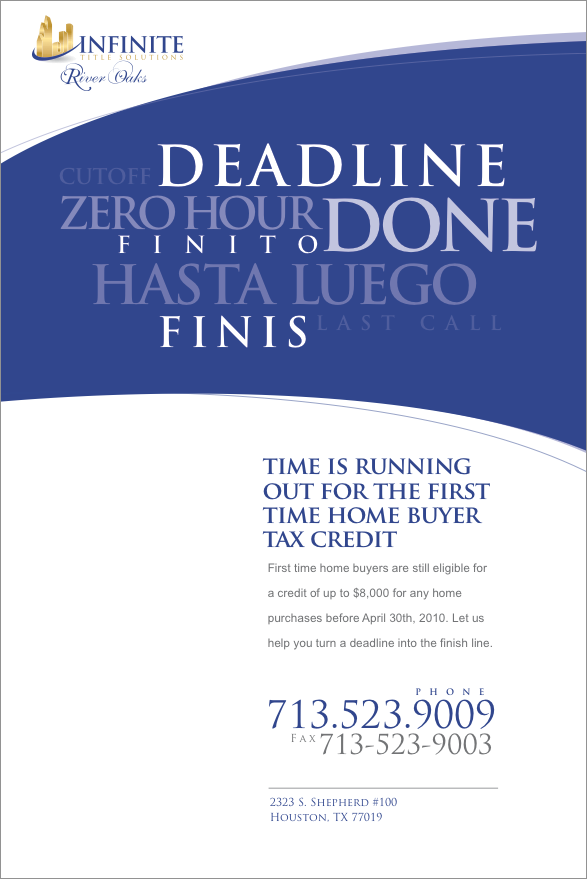 INFINITE
TITLE SOLUTIONS
River Oaks
CUTOFF DEADLINE
ZERO HOUR DONE
FINITO
HASTA LUEGO
FINIS LAST CALL
TIME IS RUNNING
OUT FOR THE FIRST
TIME HOME BUYER
TAX CREDIT
First time home buyers are still eligible for
a credit of up to $8,000 for any home
purchases before April 30th, 2010. Let us
help you turn a deadline into the finish line.
PHONE
713.523.9009
FAX 713-523-9003
2323 S. SHEPHERD #100
HOUSTON, TX 77019